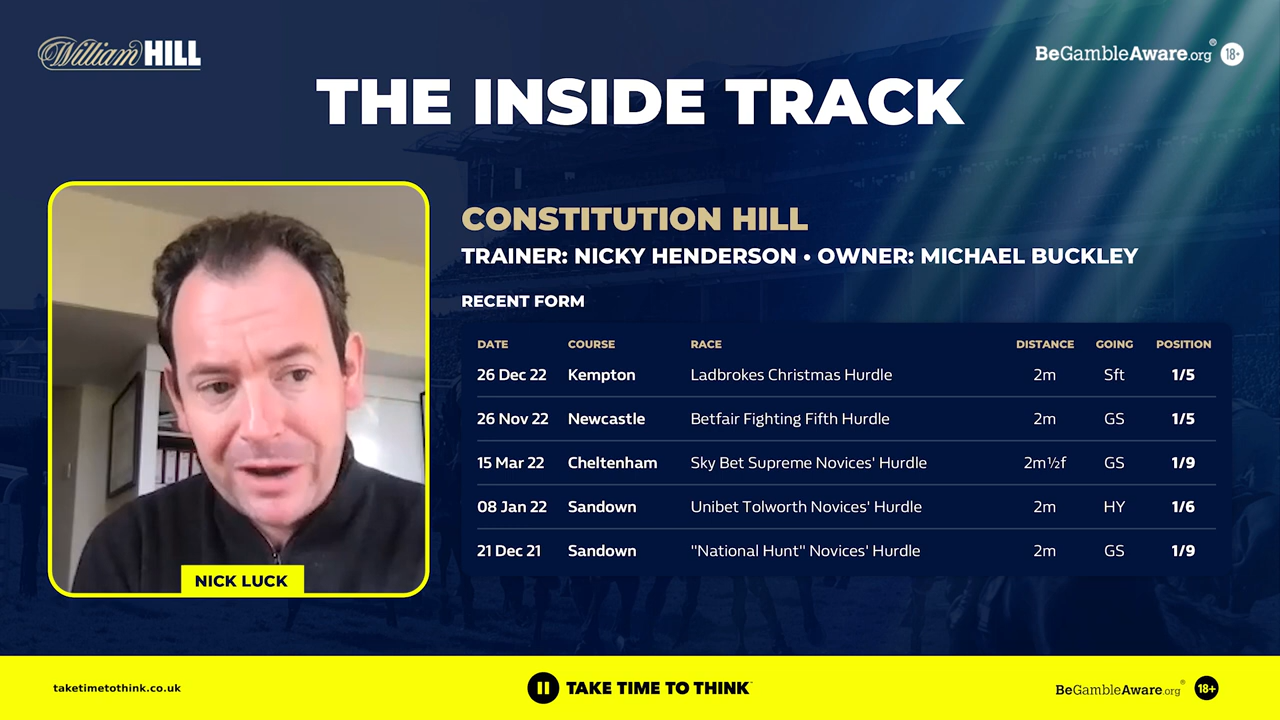 William HILL
BeGambleAware.org® 18+
THE INSIDE TRACK
CONSTITUTION HILL
TRAINER: NICKY HENDERSON • OWNER: MICHAEL BUCKLEY
RECENT FORM
DATE COURSE RACE DISTANCE GOING POSITION
26 Dec 22 Kempton Ladbrokes Christmas Hurdle 2m Sft 1/5
26 Nov 22 Newcastle Betfair Fighting Fifth Hurdle 2m GS 1/5
15 Mar 22 Cheltenham Sky Bet Supreme Novices' Hurdle 2m½f GS 1/9
08 Jan 22 Sandown Unibet Tolworth Novices' Hurdle 2m HY 1/6
21 Dec 21 Sandown "National Hunt" Novices' Hurdle 2m GS 1/9
NICK LUCK
taketimetothink.co.uk
TAKE TIME TO THINK
BeGambleAware.org® 18+